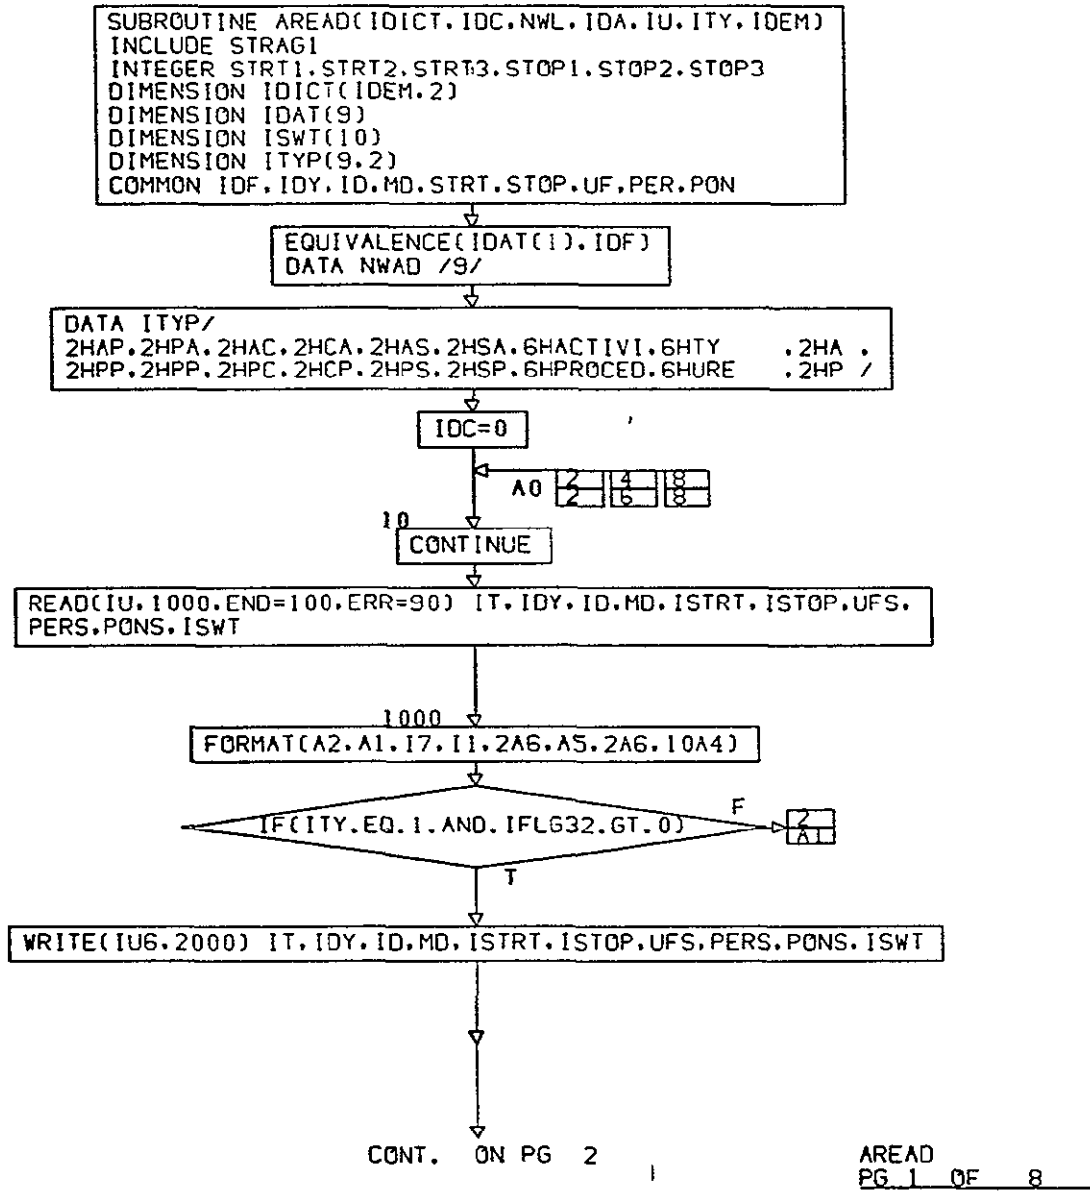 SUBROUTINE AREAD(IDICT.IDC.NWL.IDA.IU.ITY.IDEM)
INCLUDE STRAG1
INTEGER STRT1.STRT2.STRT3.STOP1.STOP2.STOP3
DIMENSION IDICT(IDEM.2)
DIMENSION IDAT(9)
DIMENSION ISWT(10)
DIMENSION ITYP(9.2)
COMMON IDF.IDY.ID.MD.STRT.STOP.UF.PER.PON
EQUIVALENCE(IDAT(1).IDF)
DATA NWAD /9/
DATA ITYP/
2HAP.2HPA.2HAC.2HCA.2HAS.2HSA.6HACTIVI.6HTY .2HA .
2HPP.2HPP.2HPC.2HCP.2HPS.2HSP.6HPROCED.6HURE .2HP /
IDC=0
A0 2 4 8
2 6 8
10
CONTINUE
READ(IU.1000.END=100.ERR=90) IT.IDY.ID.MD.ISTRT.ISTOP.UFS.
PERS.PONS.ISWT
1000
FORMAT(A2.A1.I7.I1.2A6.A5.2A6.10A4)
IF(ITY.EQ.1.AND.IFLG32.GT.0)
F
2
A1
T
WRITE(IU6.2000) IT.IDY.ID.MD.ISTRT.ISTOP.UFS.PERS.PONS.ISWT
CONT. ON PG 2
AREAD
PG 1 OF 8